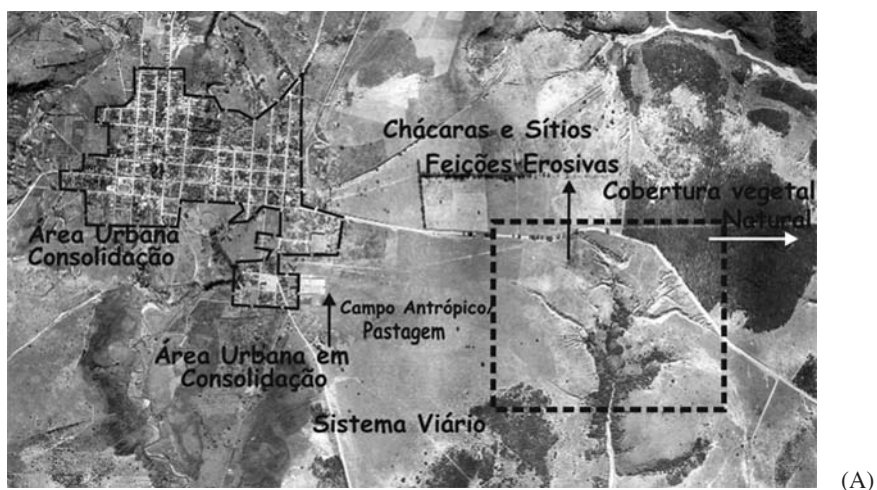 Chácaras e Sítios
Feições Erosivas
Cobertura vegetal
Natural
Área Urbana
Consolidação
Campo Antrópico/
Pastagem
Área Urbana em
Consolidação
Sistema Viário
(A)